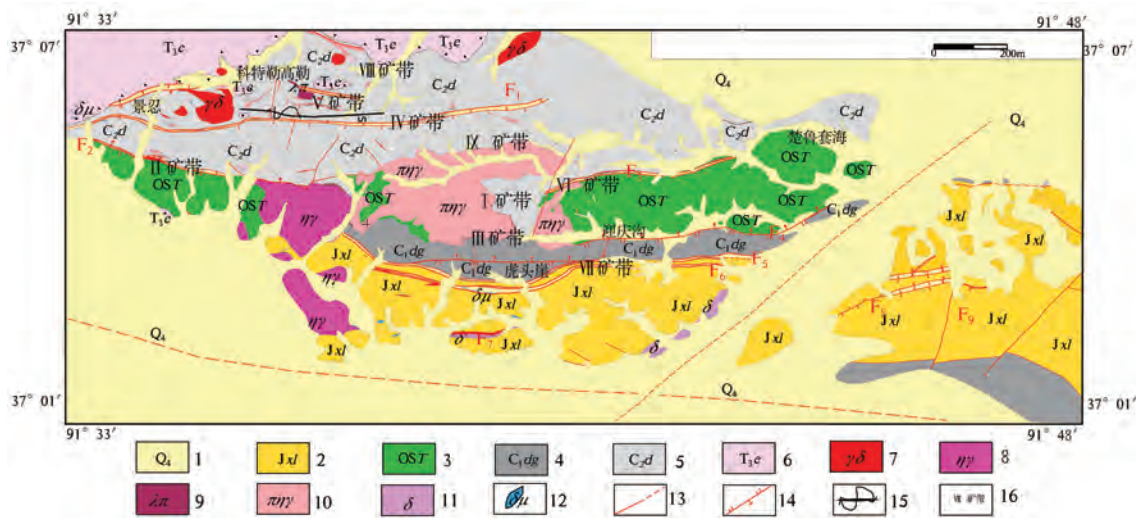 91° 33′ 91° 48′
37° 07′ 37° 07′
T₃e T₃e T₃e γδ
C₂d VIII矿带
200m
科特勒高勒 Q₄
T₃e λπ T₃e C₂d
景忍 γδ V矿带 F₁ C₂d
δμ IV矿带
C₂d 楚鲁套海 Q₄
F₂ C₂d C₂d IX 矿带 OST
II矿带 πηγ F₃ OST
OST OST VI矿带
OST ηγ πηγ I矿带 OST OST Jxl
T₃e 4 πηγ 迎庆沟 OST C₁dg
III矿带 F₄
C₁dg C₁dg C₁dg
Jxl C₁dg 虎头崖 VII矿带 F₅
ηγ Jxl F₆
δμ Jxl Jxl δ F₈ Jxl F₉ Jxl
ηγ
Q₄ δ F₇ Jxl
Jxl δ Jxl
Q₄
37° 01′ 37° 01′
91° 33′ 91° 48′
Q₄ 1 Jxl 2 OST 3 C₁dg 4 C₂d 5 T₃e 6 γδ 7 ηγ 8
λπ 9 πηγ 10 δ 11 δμ 12 13 14 15 VII 矿带 16